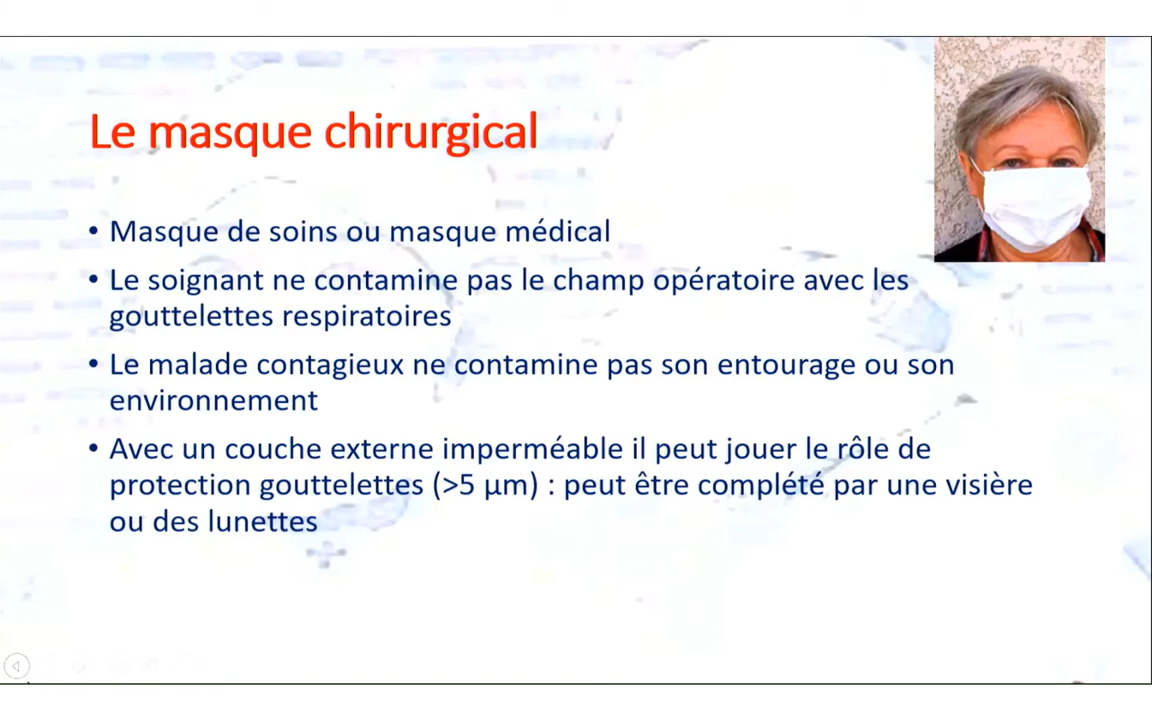 Le masque chirurgical
• Masque de soins ou masque médical
• Le soignant ne contamine pas le champ opératoire avec les
gouttelettes respiratoires
• Le malade contagieux ne contamine pas son entourage ou son
environnement
• Avec un couche externe imperméable il peut jouer le rôle de
protection gouttelettes (>5 µm) : peut être complété par une visière
ou des lunettes